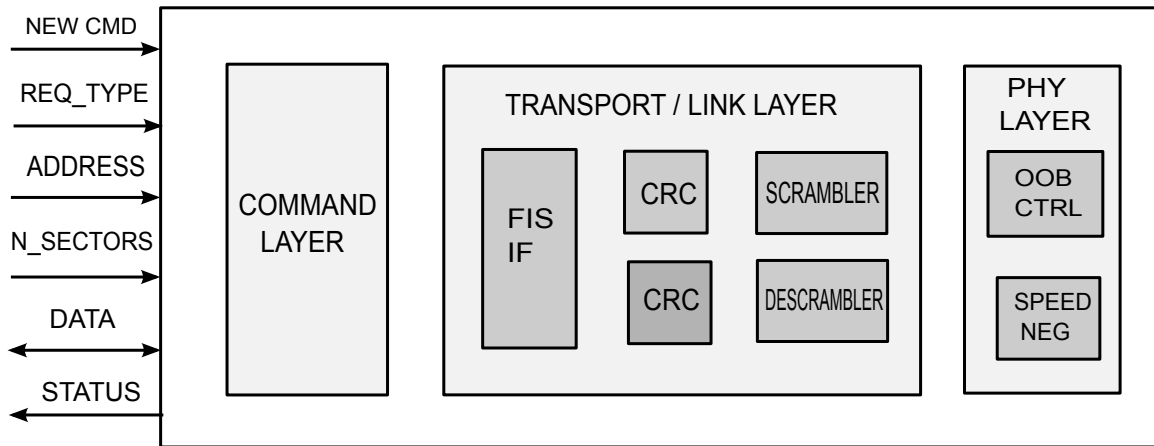 NEW CMD
REQ_TYPE
ADDRESS
N_SECTORS
DATA
STATUS
COMMAND
LAYER
TRANSPORT / LINK LAYER
FIS
IF
CRC
SCRAMBLER
CRC
DESCRAMBLER
PHY
LAYER
OOB
CTRL
SPEED
NEG